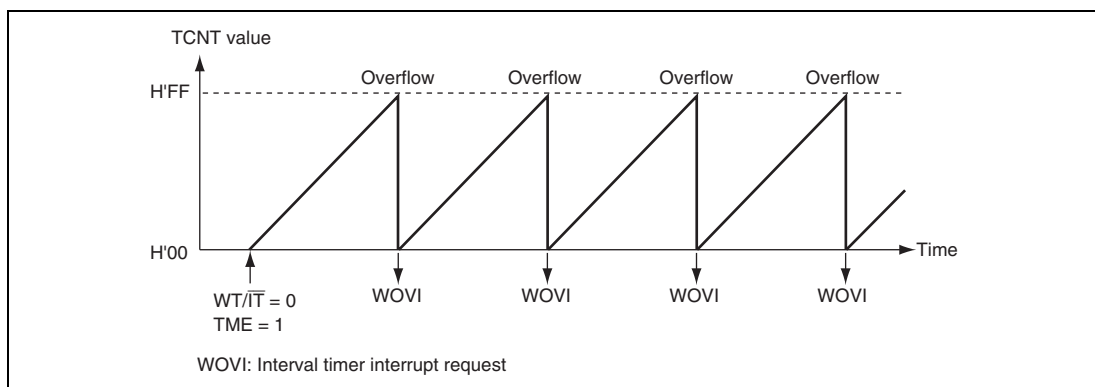 TCNT value
Overflow Overflow Overflow Overflow
H'FF
H'00
Time
WOVI WOVI WOVI WOVI
WT/I̅T̅ = 0
TME = 1
WOVI: Interval timer interrupt request